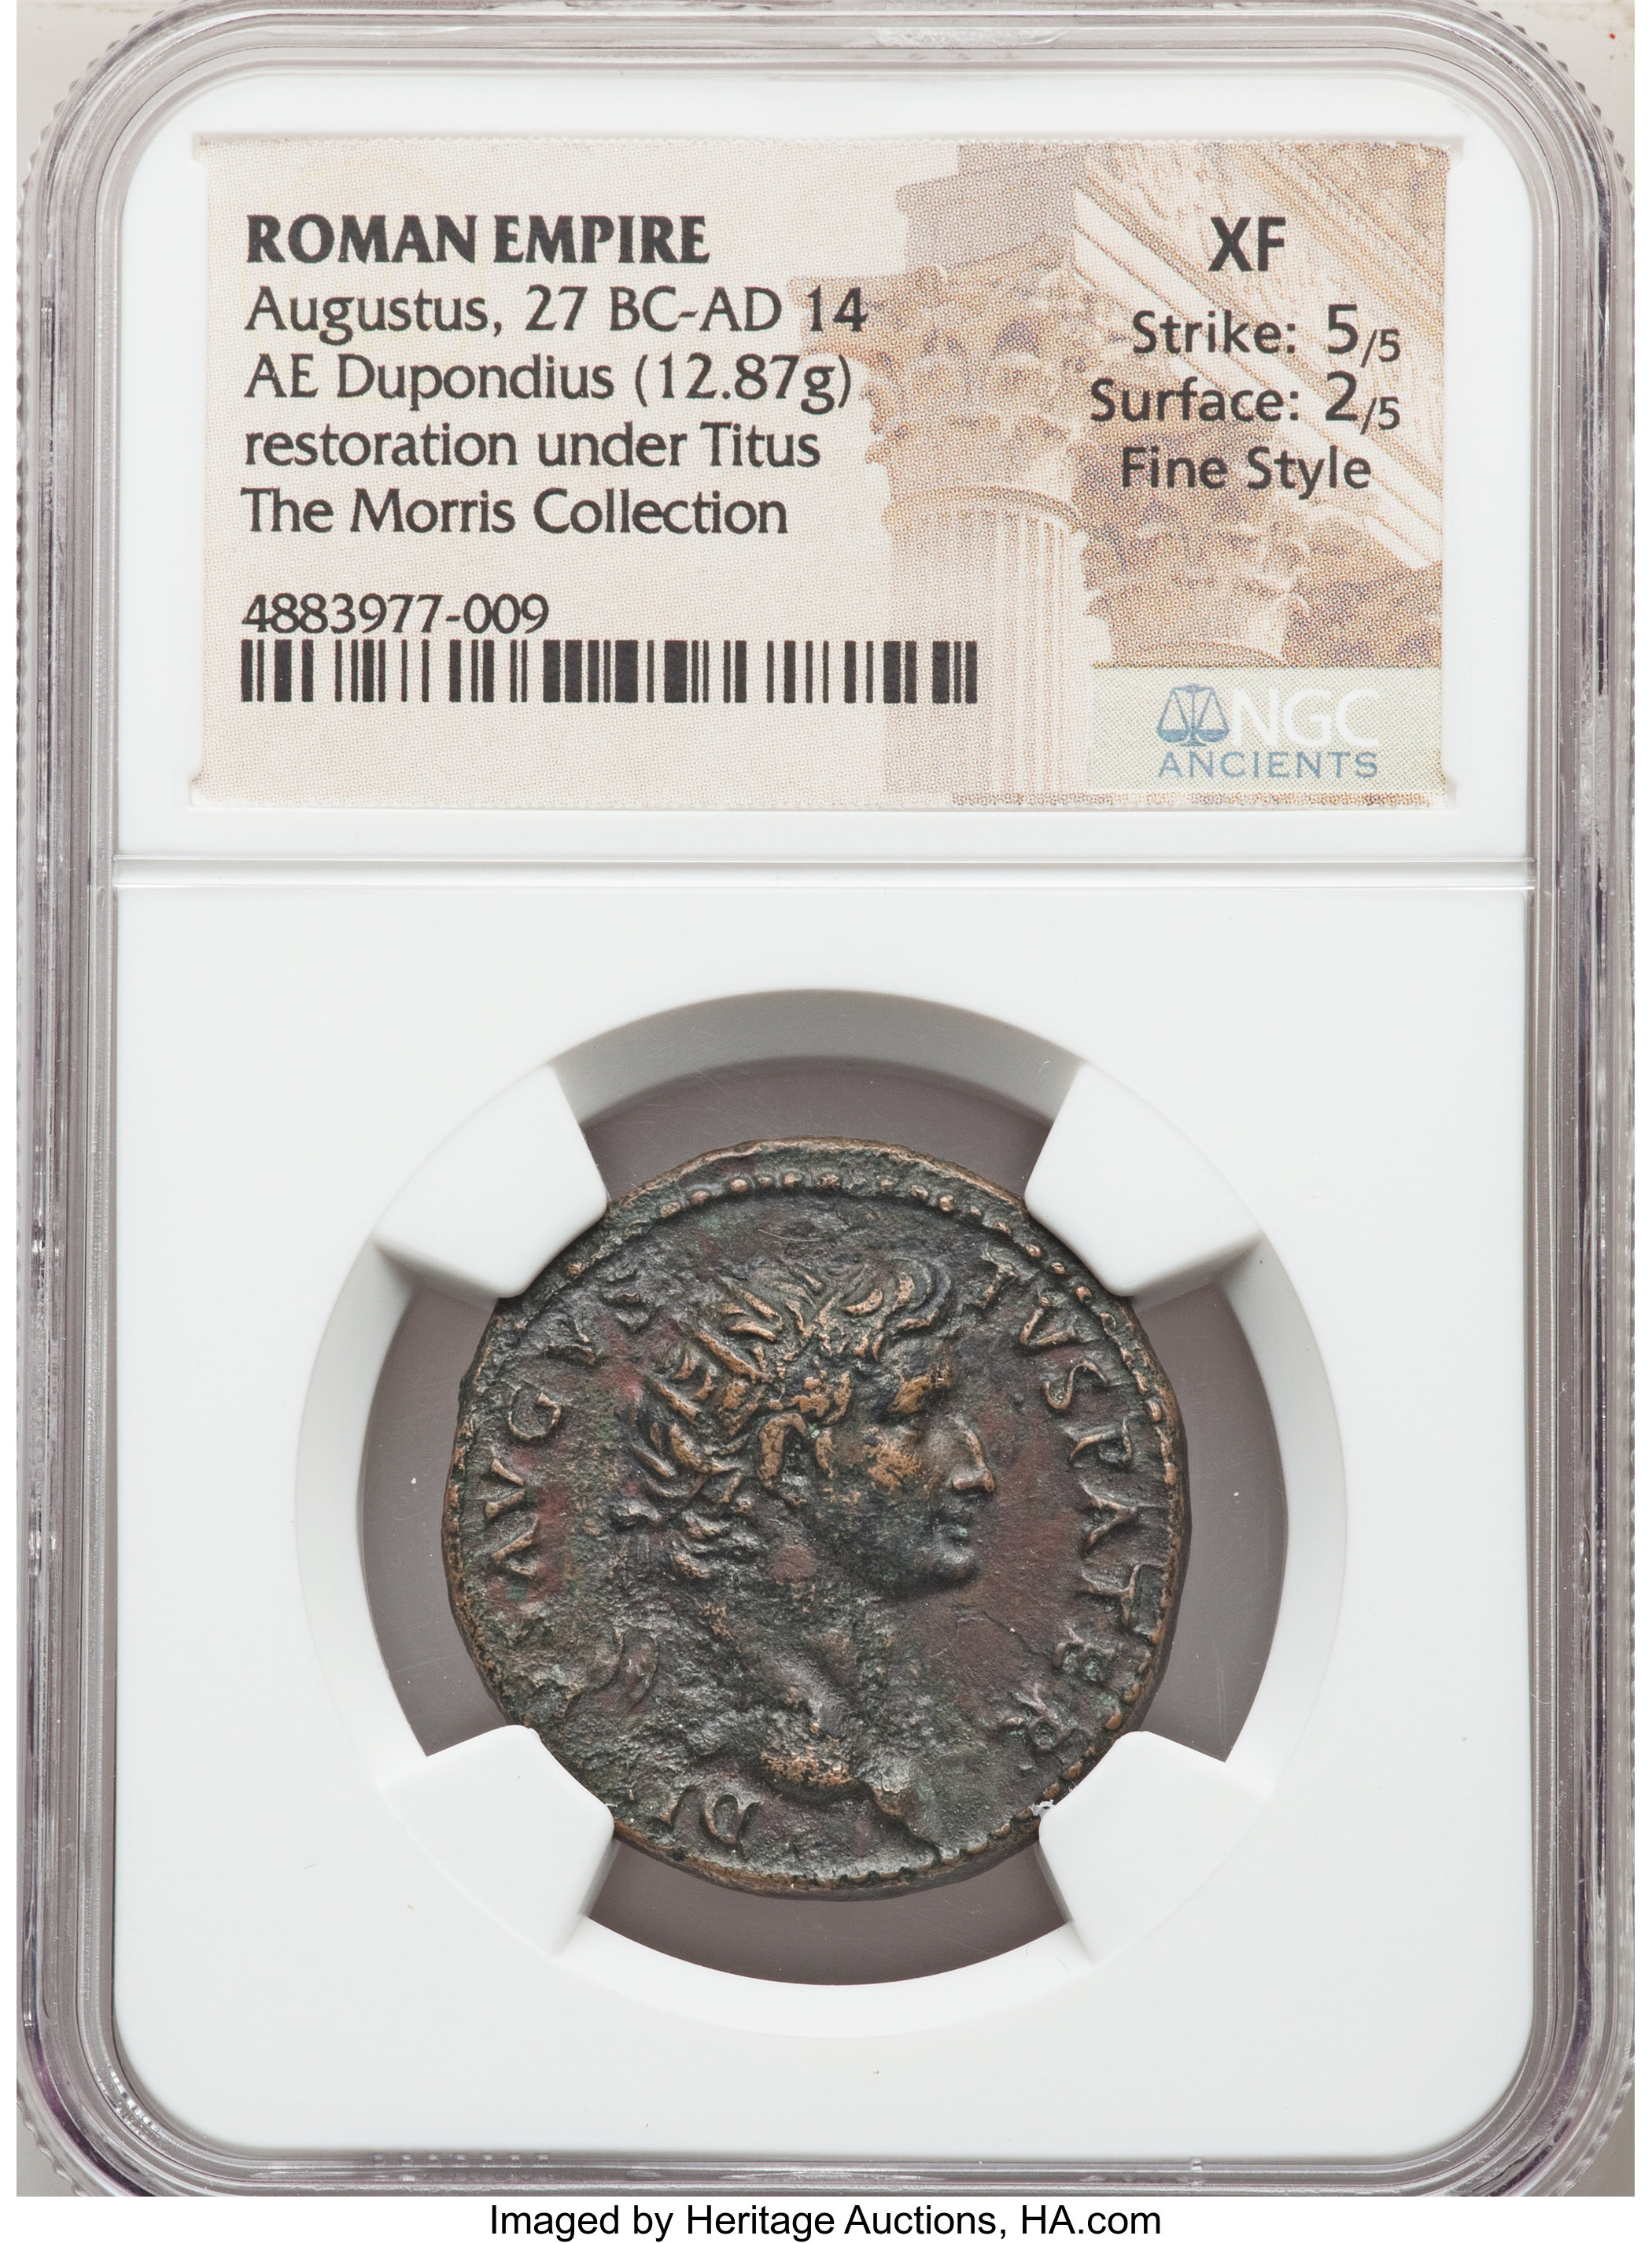 ROMAN EMPIRE
Augustus, 27 BC-AD 14
AE Dupondius (12.87g)
restoration under Titus
The Morris Collection
4883977-009
XF
Strike: 5/5
Surface: 2/5
Fine Style
NGC
ANCIENTS
DI AVGVS TVS PATER
Imaged by Heritage Auctions, HA.com